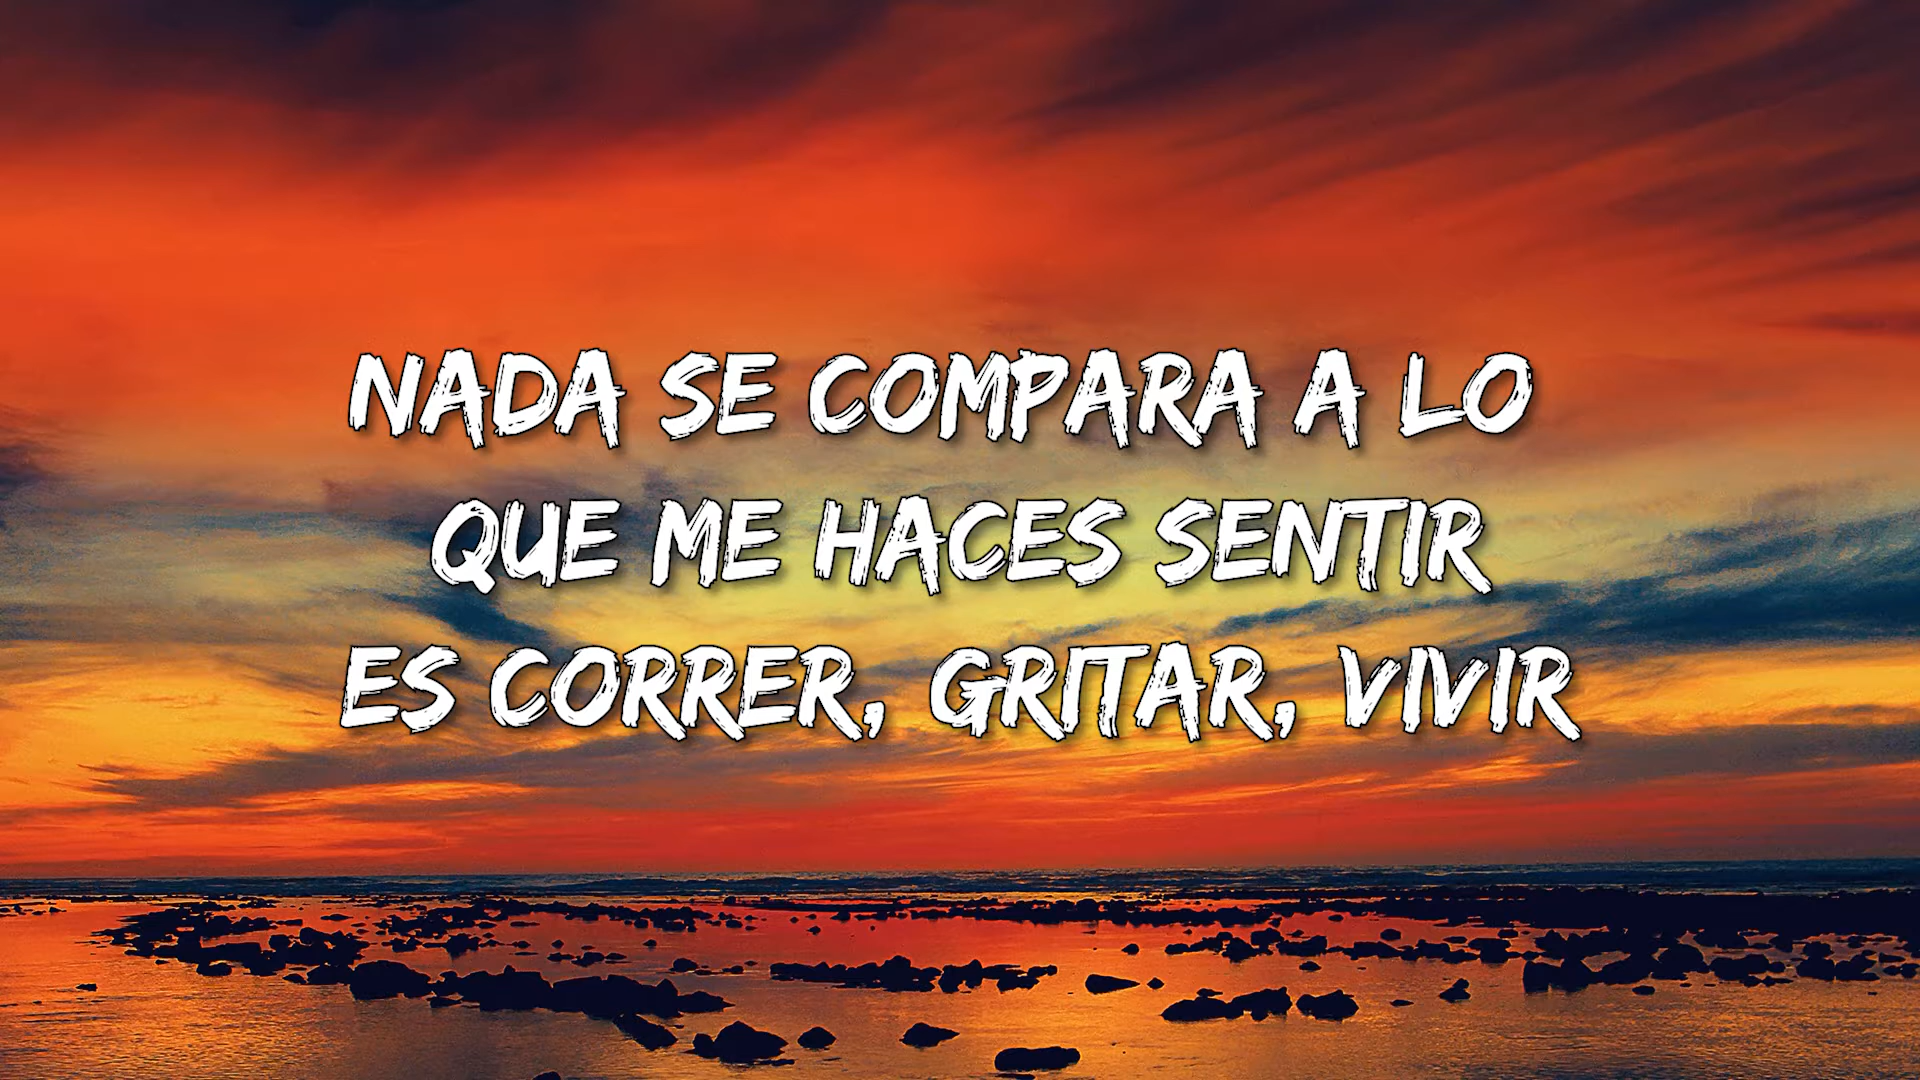 NADA SE COMPARA A LO
QUE ME HACES SENTIR
ES CORRER, GRITAR, VIVIR